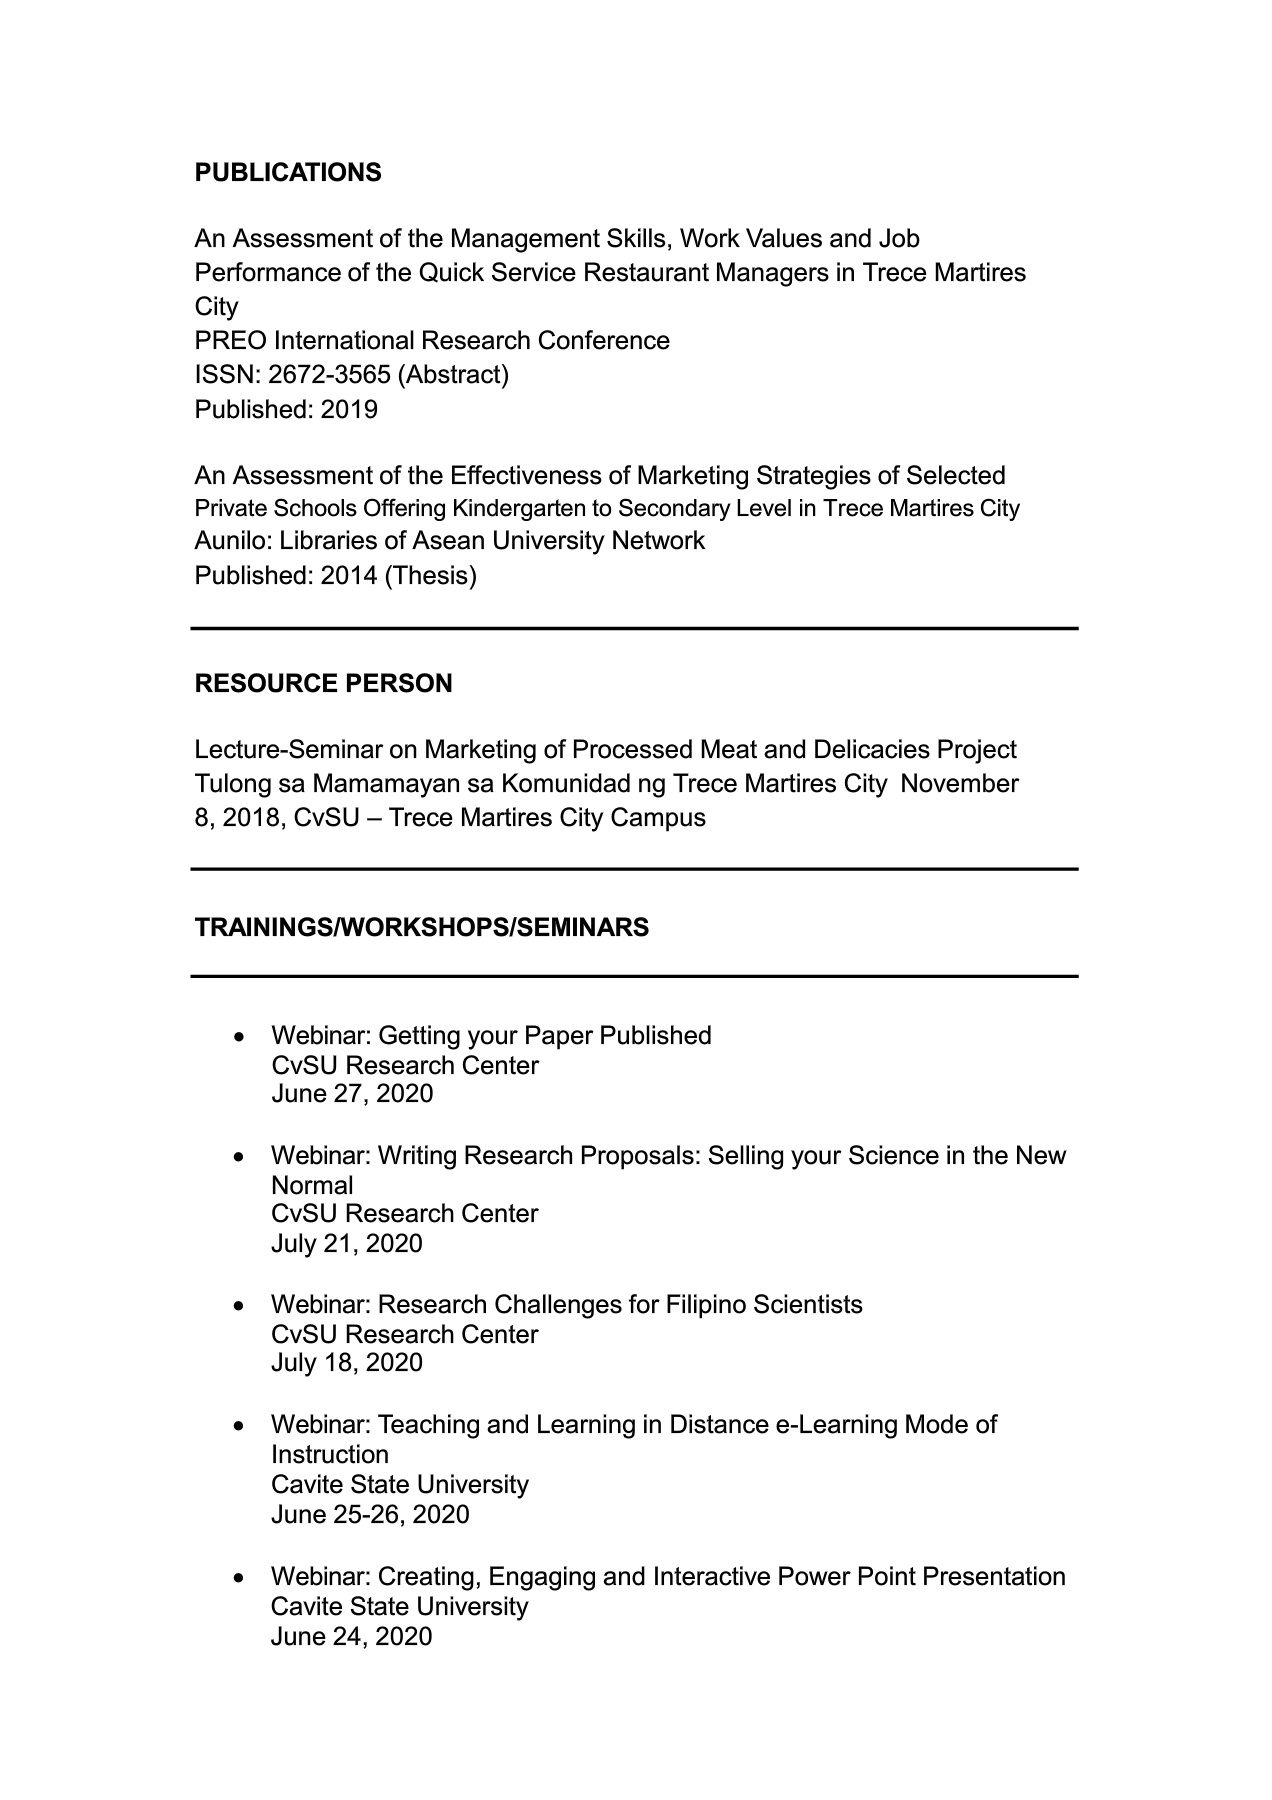 PUBLICATIONS
An Assessment of the Management Skills, Work Values and Job
Performance of the Quick Service Restaurant Managers in Trece Martires
City
PREO International Research Conference
ISSN: 2672-3565 (Abstract)
Published: 2019
An Assessment of the Effectiveness of Marketing Strategies of Selected
Private Schools Offering Kindergarten to Secondary Level in Trece Martires City
Aunilo: Libraries of Asean University Network
Published: 2014 (Thesis)
RESOURCE PERSON
Lecture-Seminar on Marketing of Processed Meat and Delicacies Project
Tulong sa Mamamayan sa Komunidad ng Trece Martires City  November
8, 2018, CvSU – Trece Martires City Campus
TRAININGS/WORKSHOPS/SEMINARS
• Webinar: Getting your Paper Published
CvSU Research Center
June 27, 2020
• Webinar: Writing Research Proposals: Selling your Science in the New
Normal
CvSU Research Center
July 21, 2020
• Webinar: Research Challenges for Filipino Scientists
CvSU Research Center
July 18, 2020
• Webinar: Teaching and Learning in Distance e-Learning Mode of
Instruction
Cavite State University
June 25-26, 2020
• Webinar: Creating, Engaging and Interactive Power Point Presentation
Cavite State University
June 24, 2020